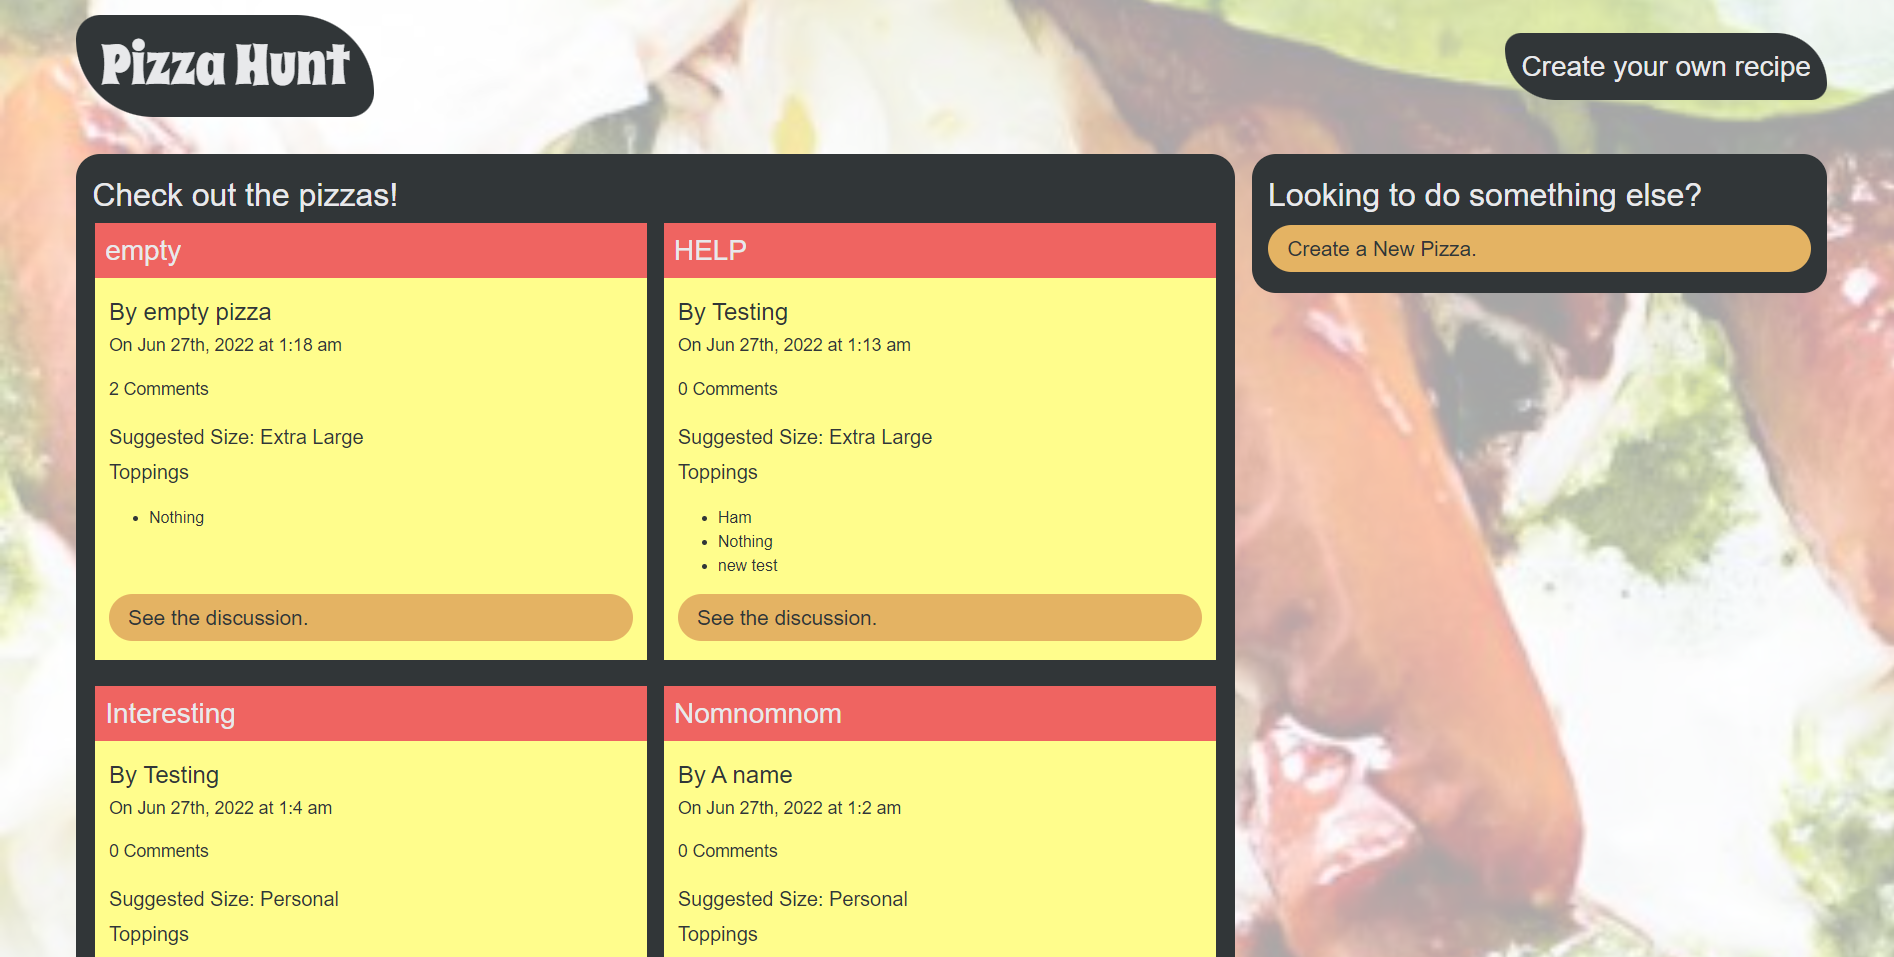 Pizza Hunt
Create your own recipe
Check out the pizzas!
empty
By empty pizza
On Jun 27th, 2022 at 1:18 am
2 Comments
Suggested Size: Extra Large
Toppings
Nothing
See the discussion.
HELP
By Testing
On Jun 27th, 2022 at 1:13 am
0 Comments
Suggested Size: Extra Large
Toppings
Ham
Nothing
new test
See the discussion.
Interesting
By Testing
On Jun 27th, 2022 at 1:4 am
0 Comments
Suggested Size: Personal
Toppings
Nomnomnom
By A name
On Jun 27th, 2022 at 1:2 am
0 Comments
Suggested Size: Personal
Toppings
Looking to do something else?
Create a New Pizza.